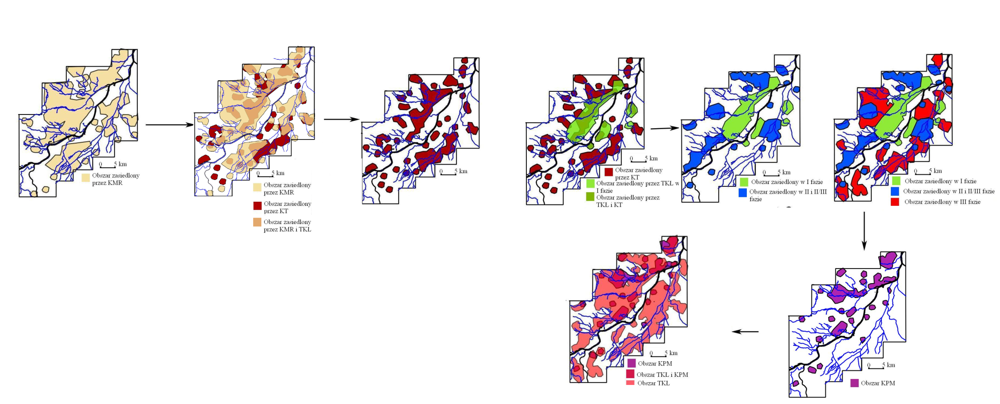 0 5 km
Obszar zasiedlony
przez KMR
0 5 km
Obszar zasiedlony
przez KMR
Obszar zasiedlony
przez KT
Obszar zasiedlony
przez KMR i TKL
0 5 km
0 5 km
Obszar zasiedlony
przez KT
Obszar zasiedlony przez TKL w
I fazie
Obszar zasiedlony przez
TKL i KT
0 5 km
Obszar zasiedlony w I fazie
Obszar zasiedlony w II i II/III
fazie
0 5 km
Obszar zasiedlony w I fazie
Obszar zasiedlony w II i II/III fazie
Obszar zasiedlony w III fazie
0 5 km
Obszar KPM
Obszar TKL i KPM
Obszar TKL
0 5 km
Obszar KPM